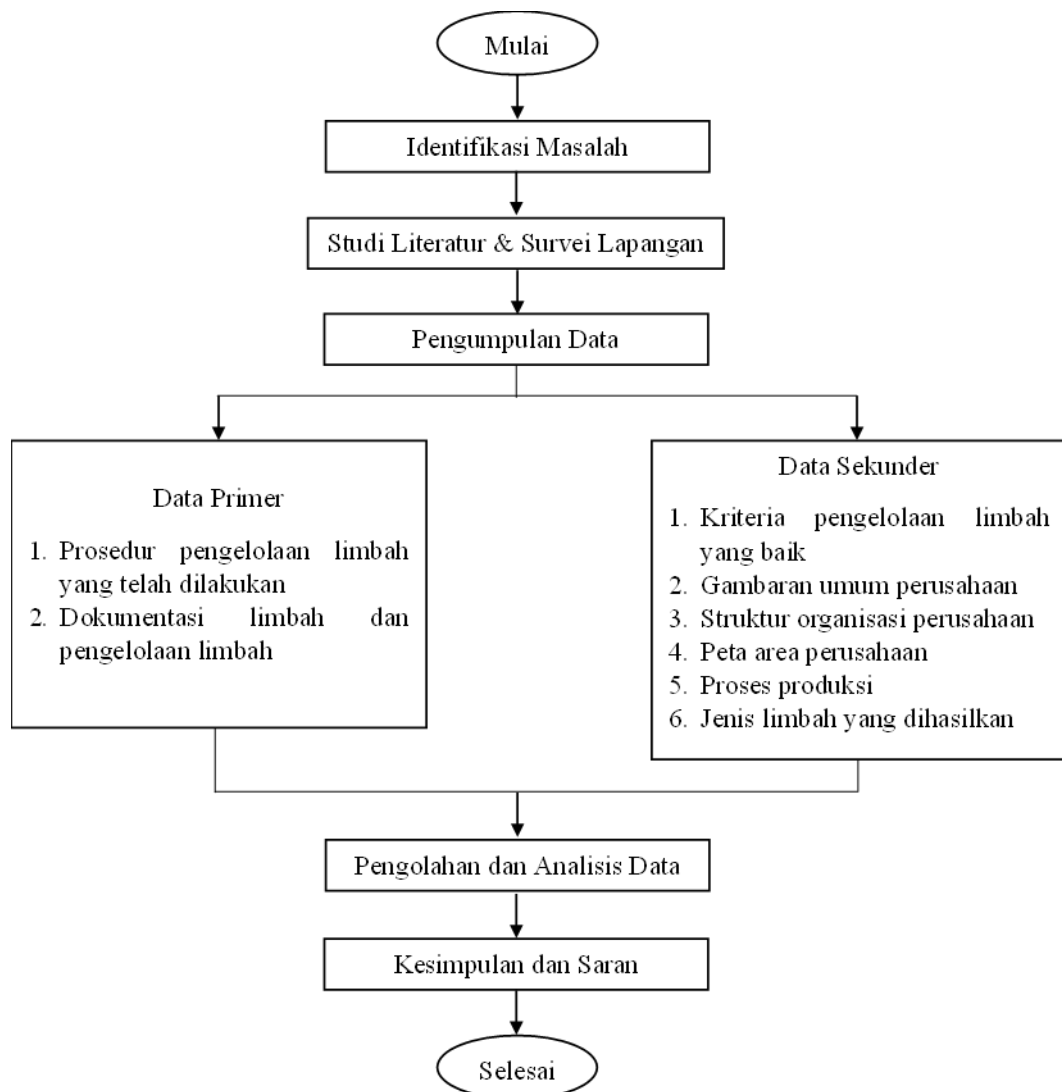 Mulai
Identifikasi Masalah
Studi Literatur & Survei Lapangan
Pengumpulan Data
Data Primer
1. Prosedur pengelolaan limbah
yang telah dilakukan
2. Dokumentasi limbah dan
pengelolaan limbah
Data Sekunder
1. Kriteria pengelolaan limbah
yang baik
2. Gambaran umum perusahaan
3. Struktur organisasi perusahaan
4. Peta area perusahaan
5. Proses produksi
6. Jenis limbah yang dihasilkan
Pengolahan dan Analisis Data
Kesimpulan dan Saran
Selesai